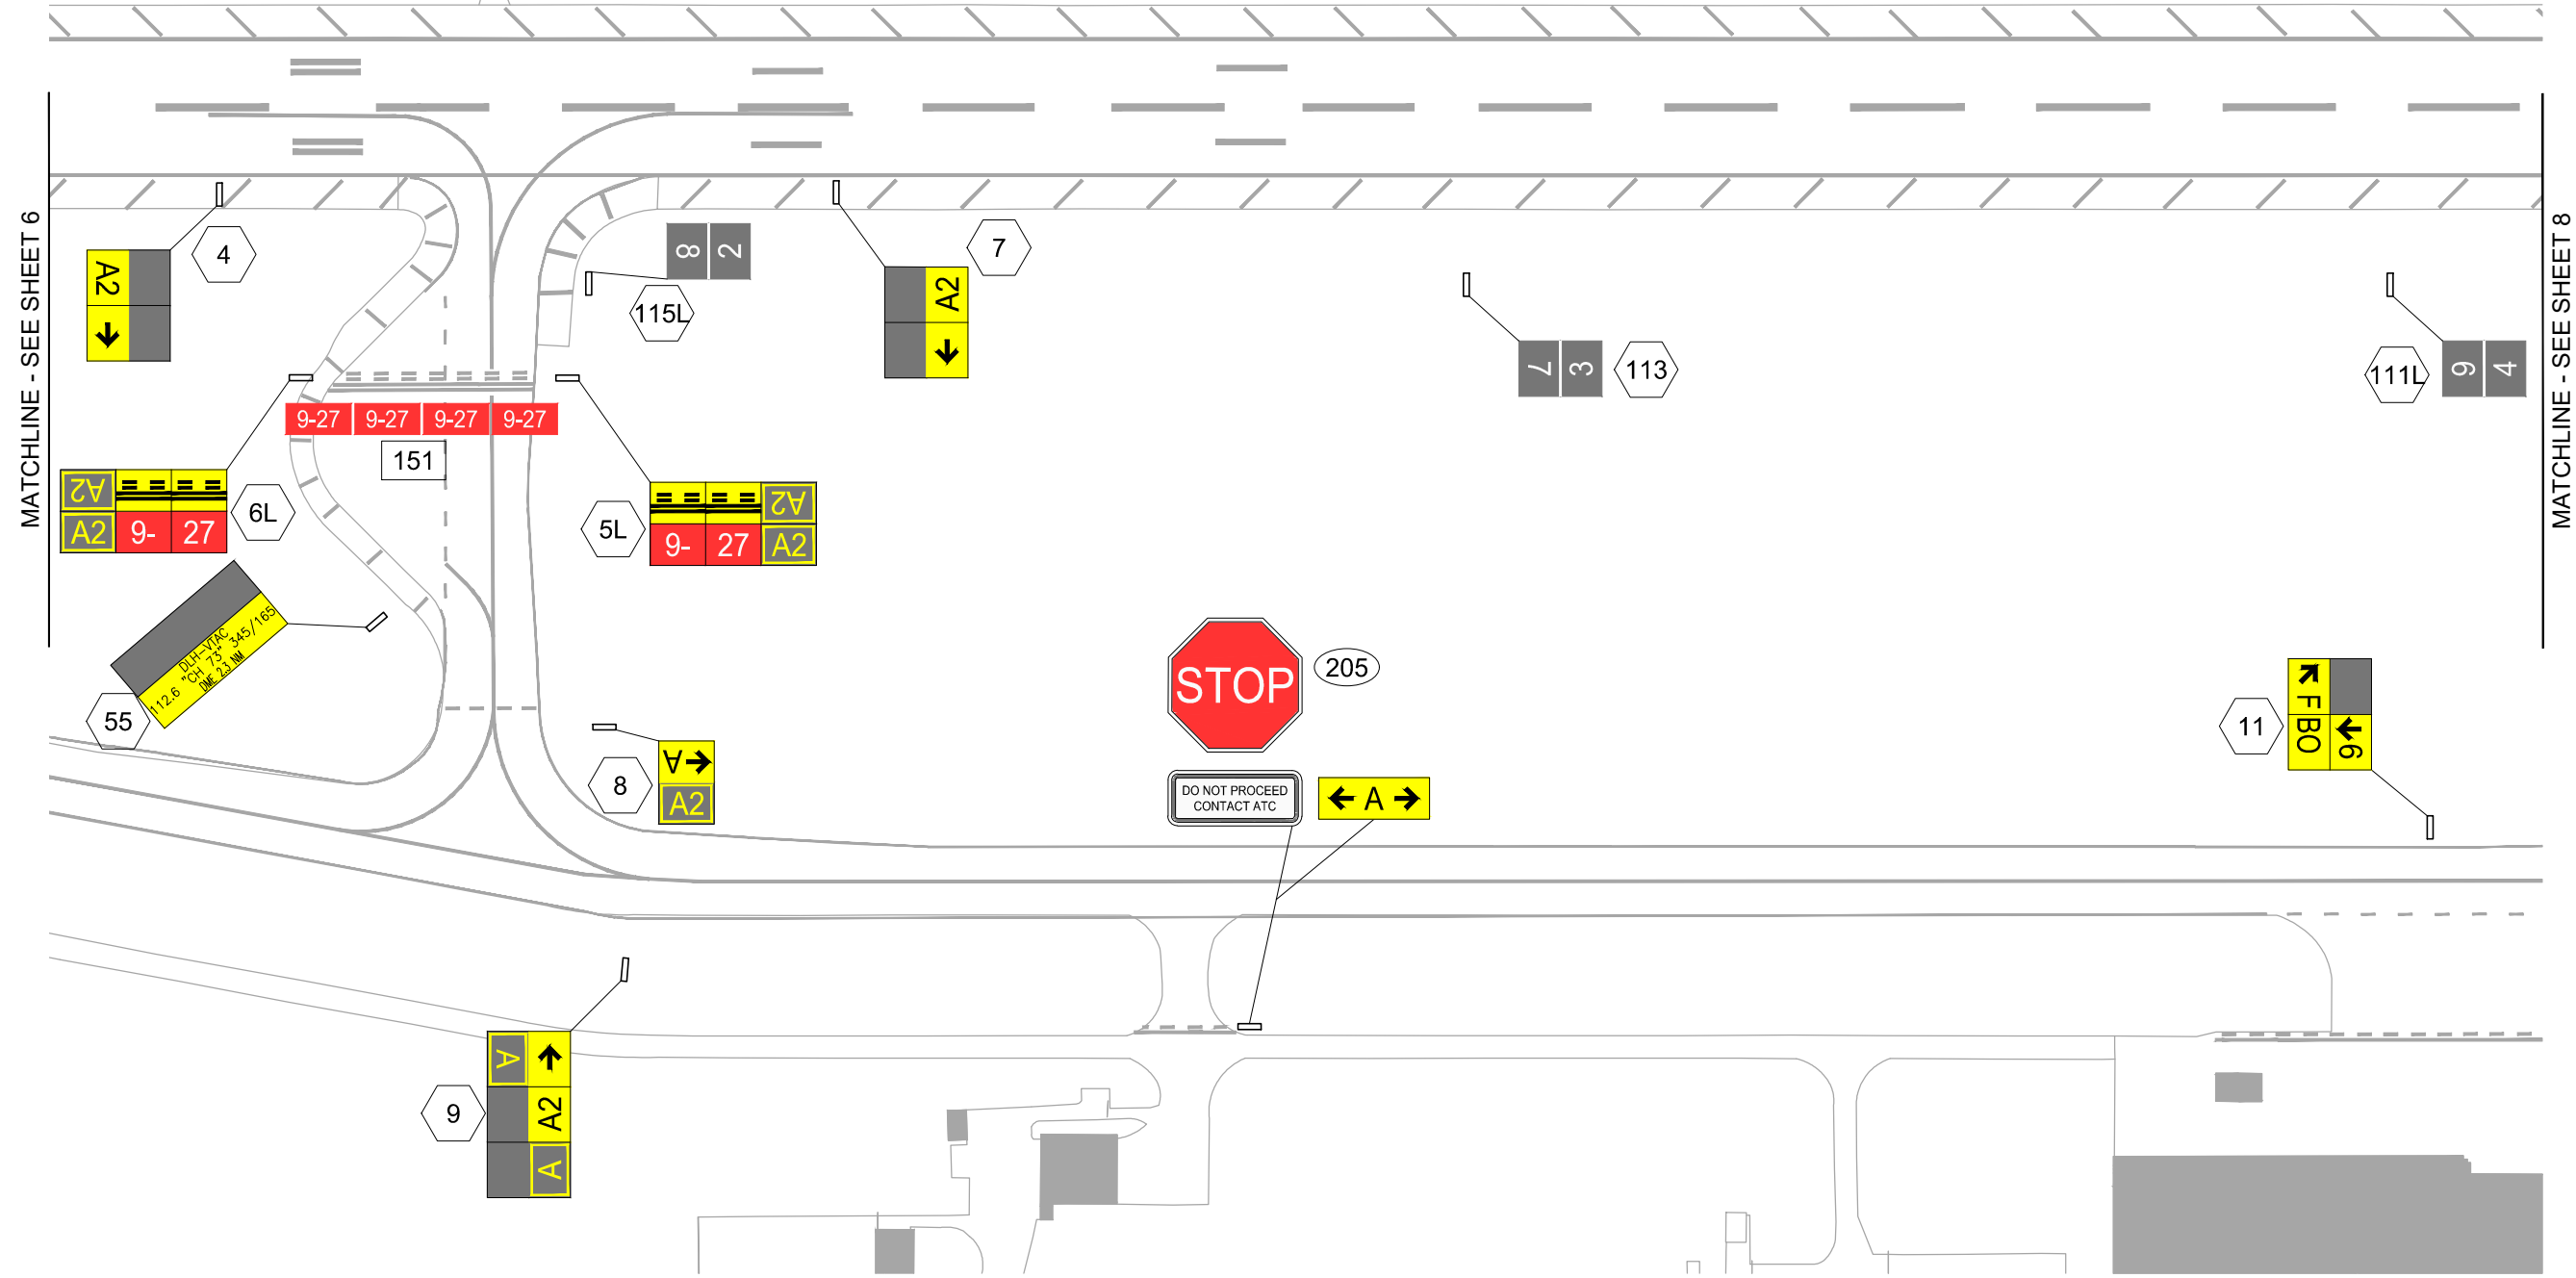 MATCHLINE - SEE SHEET 6
MATCHLINE - SEE SHEET 8
A2
4
8 2
115L
A2
7
7 3
113
111L
9 4
9-27 9-27 9-27 9-27
151
A2
A2 9- 27
6L
5L
A2
9- 27 A2
DLH-VTAC
112.6 "CH 73" 345/165
DME 2.3 NM
55
STOP
205
DO NOT PROCEED
CONTACT ATC
A
8
A
A2
11
F BO
6
9
A
A2
A